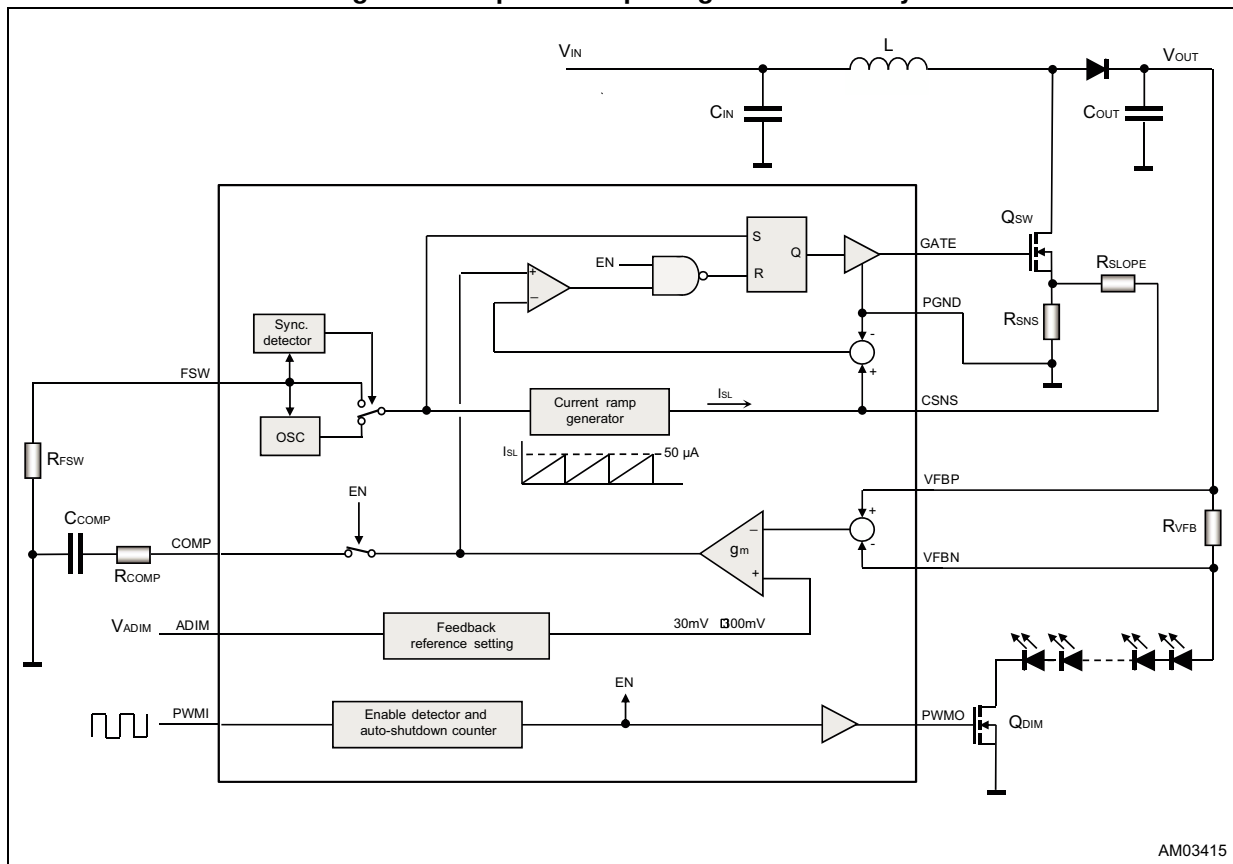 VIN
L
VOUT
CIN
COUT
QSW
S
Q
R
EN
GATE
RSLOPE
PGND
RSNS
-
+
+
−
Sync.
detector
FSW
OSC
Current ramp
generator
ISL
CSNS
ISL
50 µA
RFSW
EN
VFBP
+
-
RVFB
VFBN
CCOMP
RCOMP
COMP
gm
−
+
VADIM
ADIM
Feedback
reference setting
30mV 300mV
EN
PWMI
Enable detector and
auto-shutdown counter
PWMO
QDIM
AM03415